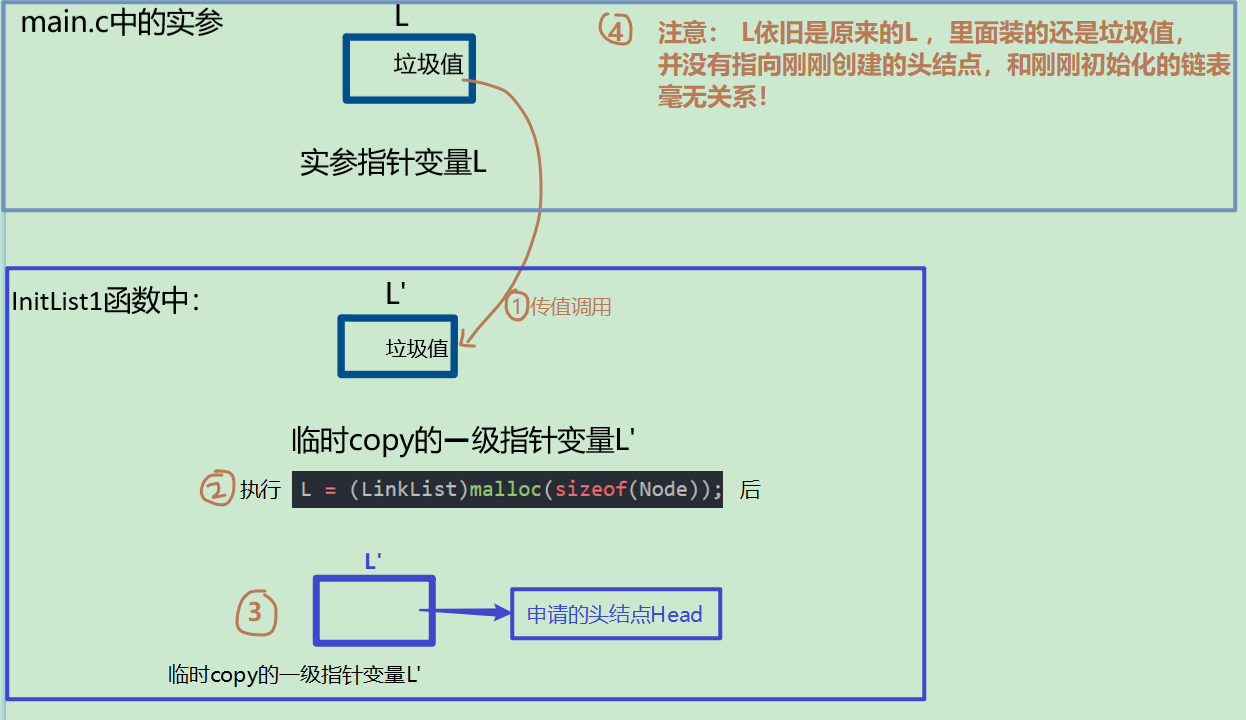 main.c中的实参
L
垃圾值
实参指针变量L
④ 注意： L依旧是原来的L ，里面装的还是垃圾值，
并没有指向刚刚创建的头结点，和刚刚初始化的链表
毫无关系！
InitList1函数中：
L'
垃圾值
①传值调用
临时copy的一级指针变量L'
② 执行 L = (LinkList)malloc(sizeof(Node)); 后
L'
③
申请的头结点Head
临时copy的一级指针变量L'